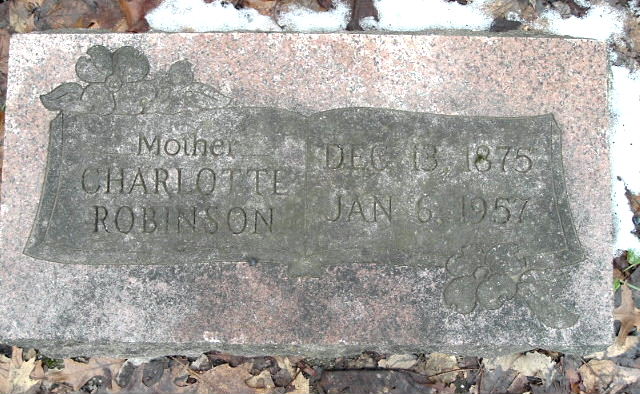 Mother
CHARLOTTE
ROBINSON
DEC 13, 1875
JAN 6, 1957